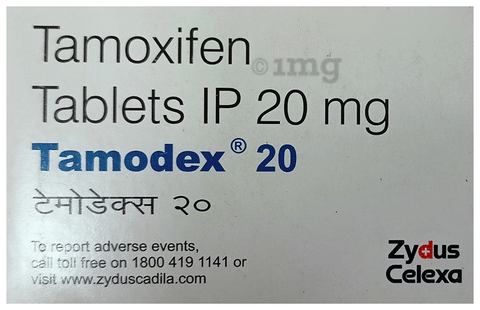 Tamoxifen
©1mg
Tablets IP 20 mg
Tamodex® 20
टेमोडेक्स २०
To report adverse events,
call toll free on 1800 419 1141 or
visit www.zyduscadila.com
Zydus
Celexa